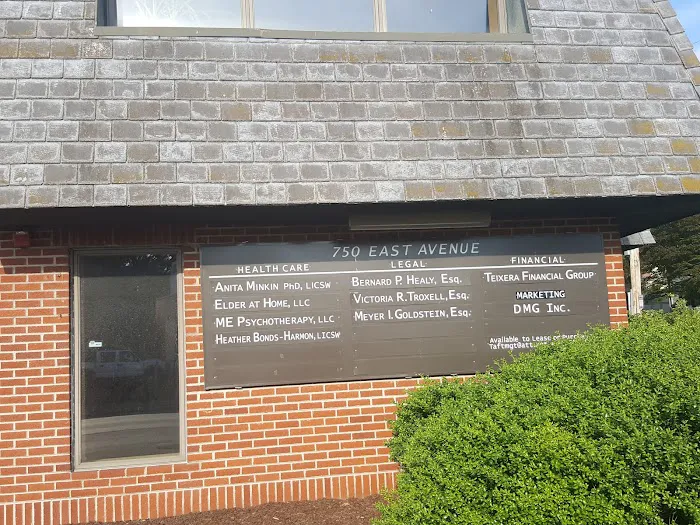 750 EAST AVENUE
HEALTH CARE
ANITA MINKIN PHD, LICSW
ELDER AT HOME, LLC
ME PSYCHOTHERAPY, LLC
HEATHER BONDS-HARMON, LICSW
LEGAL
BERNARD P. HEALY, ESQ.
VICTORIA R. TROXELL, ESQ.
MEYER I. GOLDSTEIN, ESQ.
FINANCIAL
TEIXERA FINANCIAL GROUP
MARKETING
DMG INC.
Available to Lease or